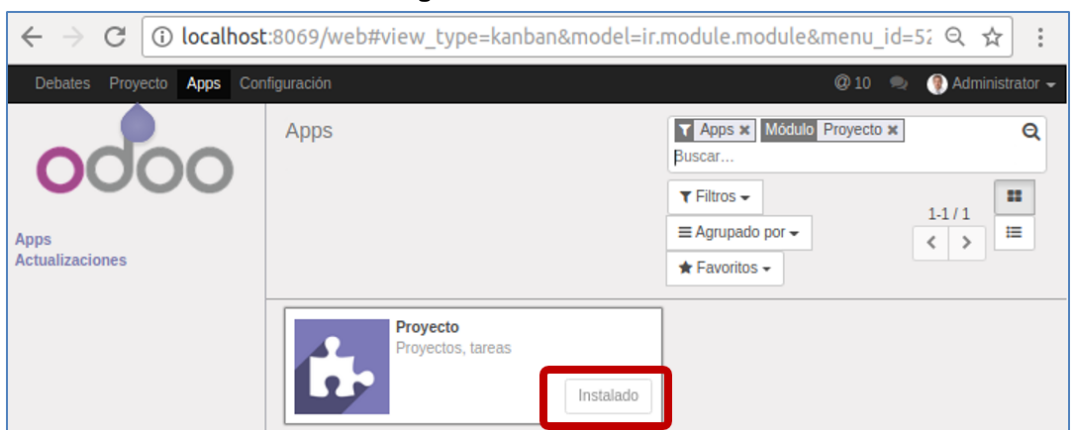 localhost:8069/web#view_type=kanban&model=ir.module.module&menu_id=52
Debates Proyecto Apps Configuración @ 10 Administrator
odoo
Apps
Apps
Actualizaciones
Apps Módulo Proyecto
Buscar...
Filtros
Agrupado por
Favoritos
1-1 / 1
Proyecto
Proyectos, tareas
Instalado